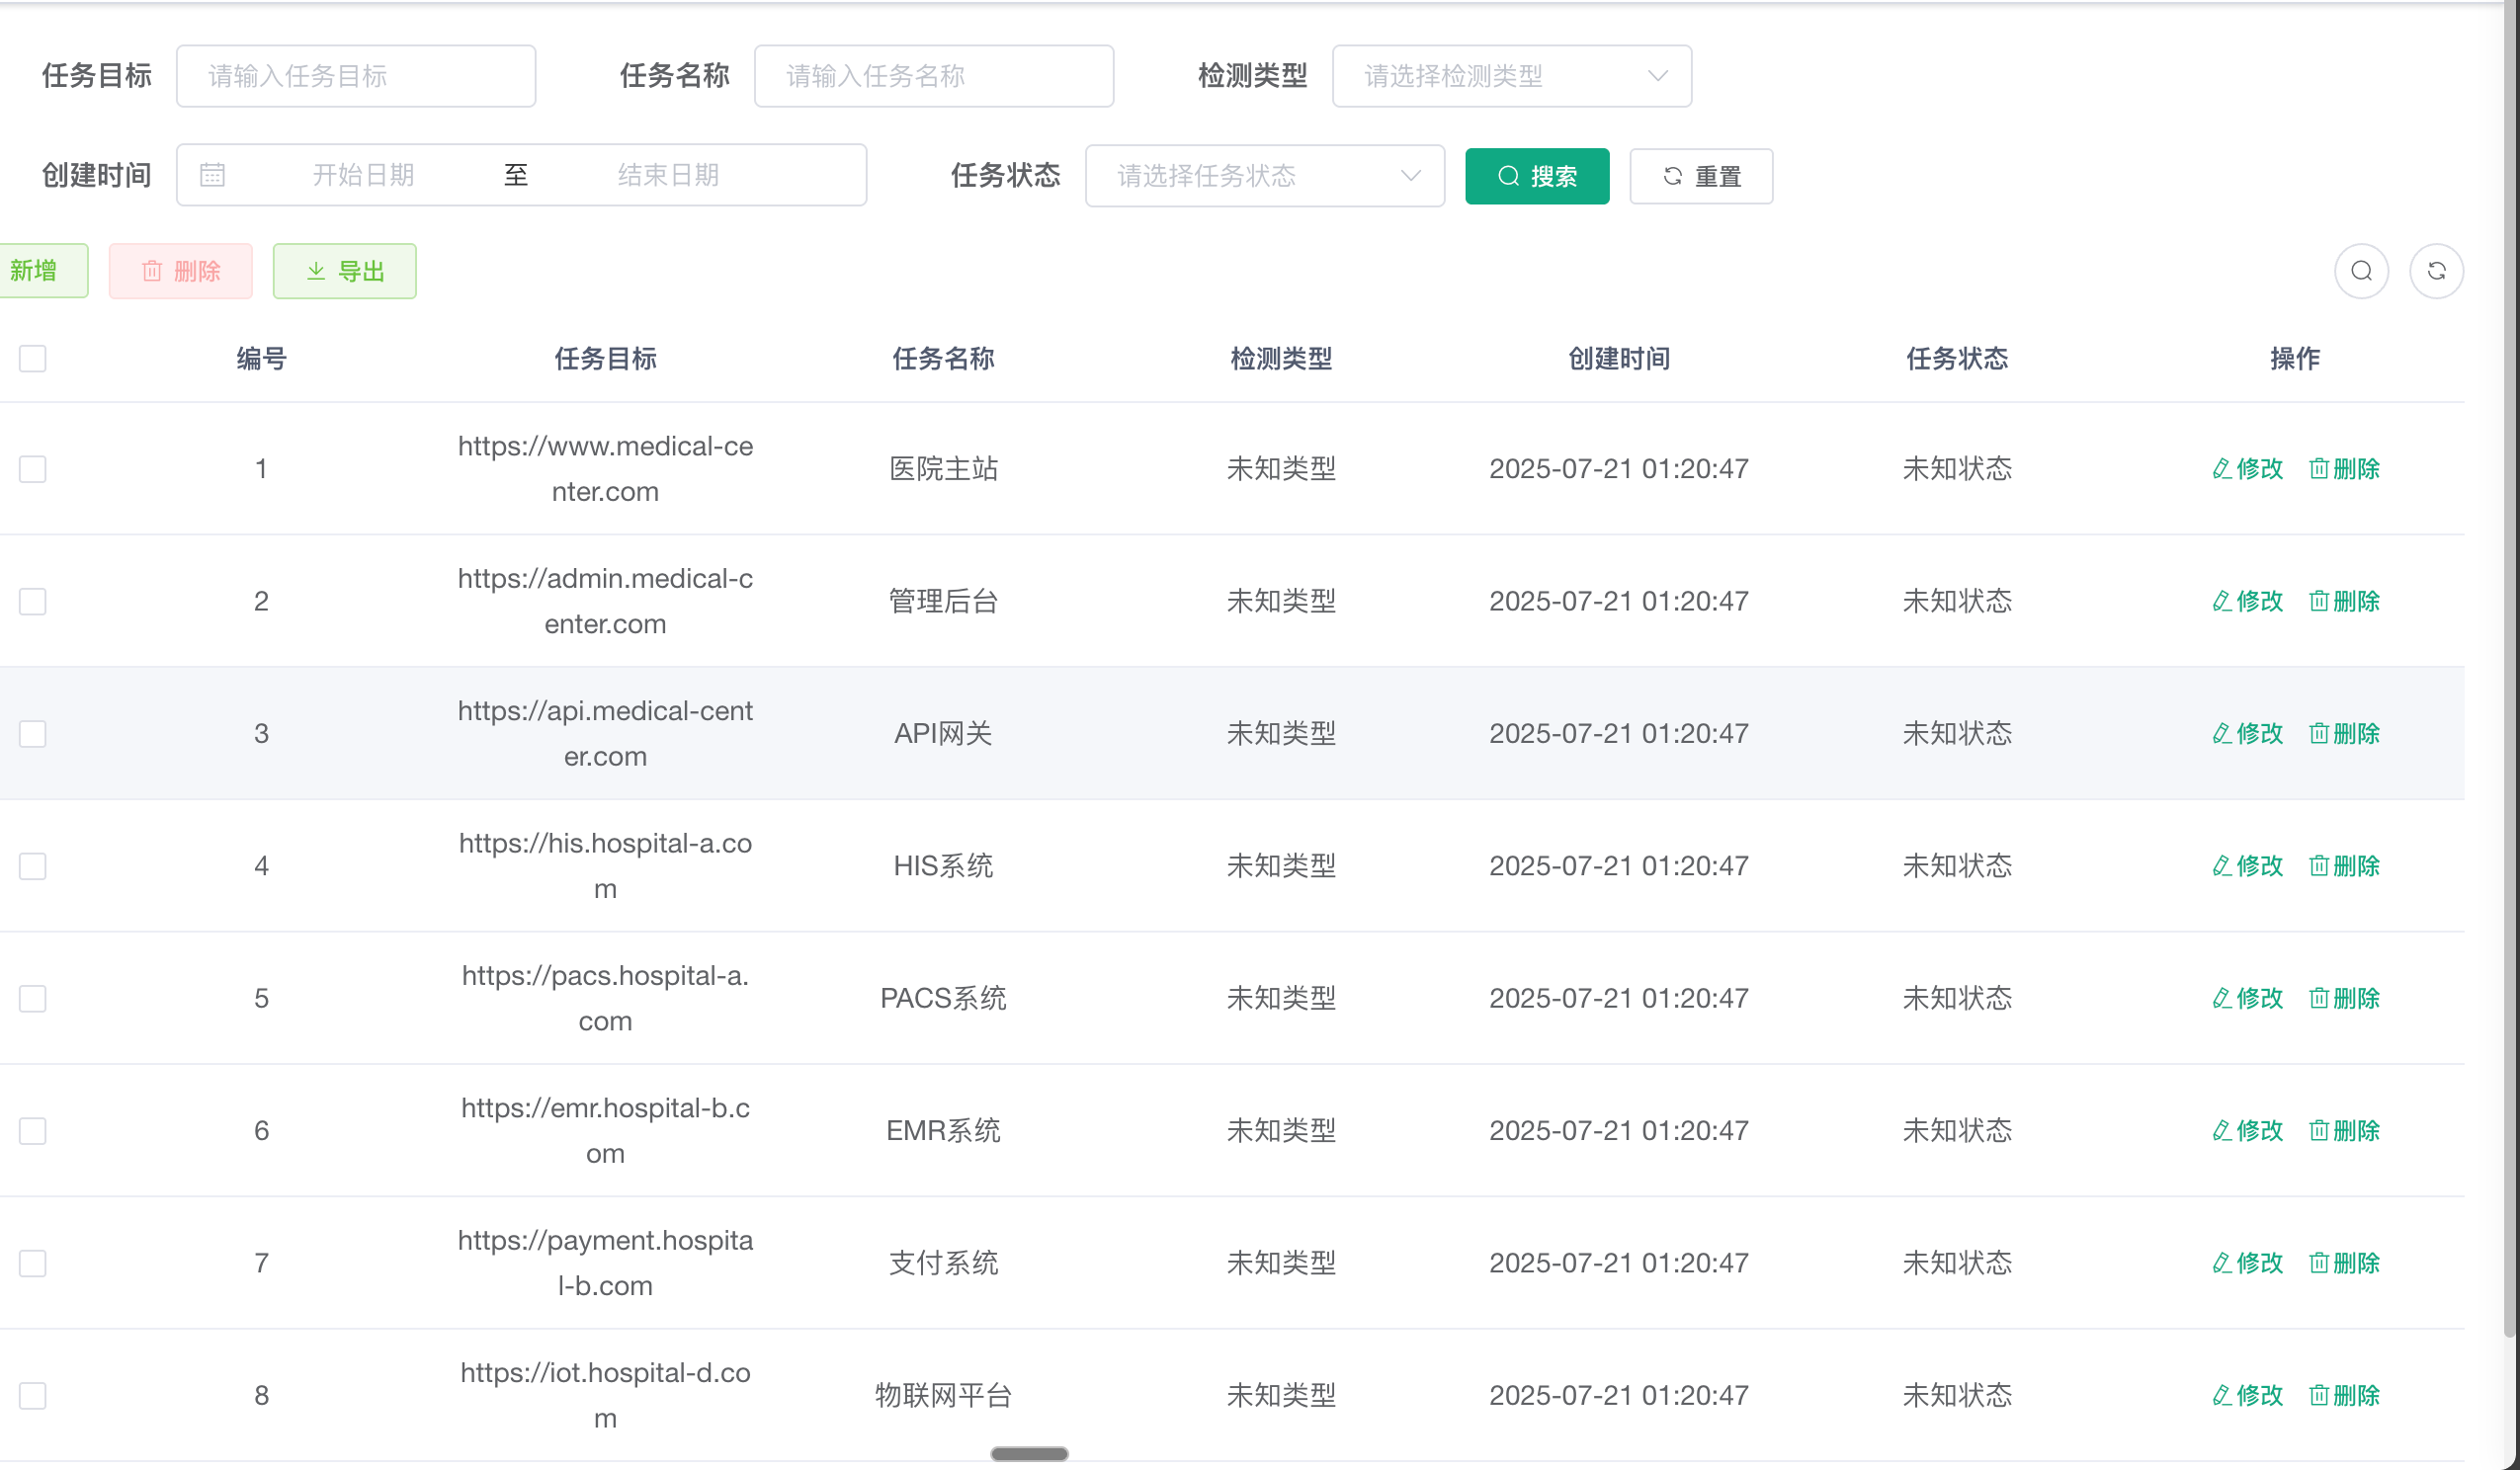 任务目标 请输入任务目标 任务名称 请输入任务名称 检测类型 请选择检测类型
创建时间 开始日期 至 结束日期 任务状态 请选择任务状态 搜索 重置
新增 删除 导出
编号 任务目标 任务名称 检测类型 创建时间 任务状态 操作
https://www.medical-ce
1 医院主站 未知类型 2025-07-21 01:20:47 未知状态 修改 删除
nter.com
https://admin.medical-c
2 管理后台 未知类型 2025-07-21 01:20:47 未知状态 修改 删除
enter.com
https://api.medical-cent
3 API网关 未知类型 2025-07-21 01:20:47 未知状态 修改 删除
er.com
https://his.hospital-a.co
4 HIS系统 未知类型 2025-07-21 01:20:47 未知状态 修改 删除
m
https://pacs.hospital-a.
5 PACS系统 未知类型 2025-07-21 01:20:47 未知状态 修改 删除
com
https://emr.hospital-b.c
6 EMR系统 未知类型 2025-07-21 01:20:47 未知状态 修改 删除
om
https://payment.hospita
7 支付系统 未知类型 2025-07-21 01:20:47 未知状态 修改 删除
l-b.com
https://iot.hospital-d.co
8 物联网平台 未知类型 2025-07-21 01:20:47 未知状态 修改 删除
m